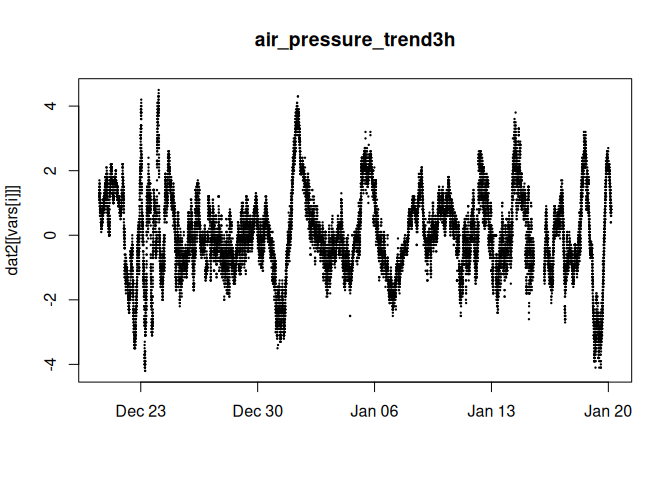 air_pressure_trend3h
dat2[[vars[i]]]
4
2
0
-2
-4
Dec 23
Dec 30
Jan 06
Jan 13
Jan 20